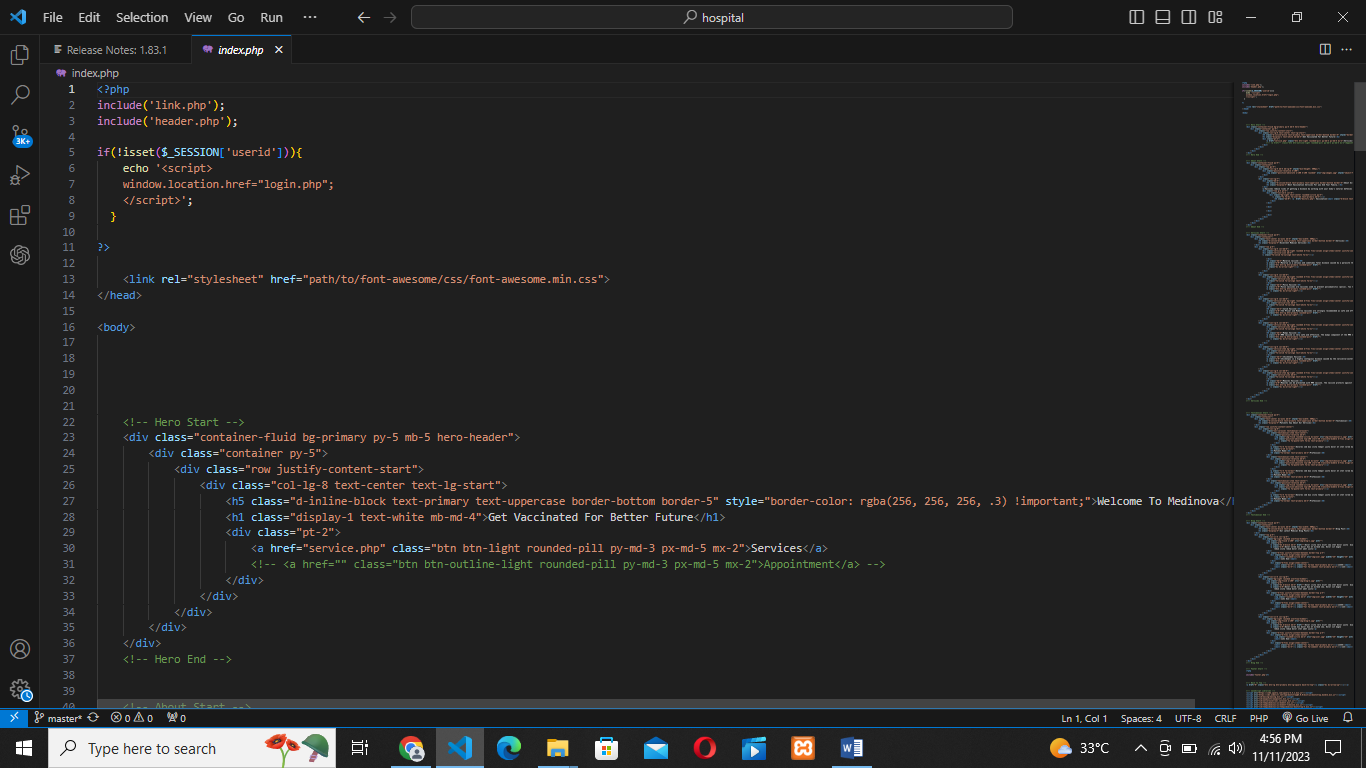 File Edit Selection View Go Run ··· hospital
Release Notes: 1.83.1 index.php
index.php
1 <?php
2 include('link.php');
3 include('header.php');
4
5 if(!isset($_SESSION['userid'])){
6 echo '<script>
7 window.location.href="login.php";
8 </script>';
9 }
10
11 ?>
12
13 <link rel="stylesheet" href="path/to/font-awesome/css/font-awesome.min.css">
14 </head>
15
16 <body>
17
18
19
20
21
22 <!-- Hero Start -->
23 <div class="container-fluid bg-primary py-5 mb-5 hero-header">
24 <div class="container py-5">
25 <div class="row justify-content-start">
26 <div class="col-lg-8 text-center text-lg-start">
27 <h5 class="d-inline-block text-primary text-uppercase border-bottom border-5" style="border-color: rgba(256, 256, 256, .3) !important;">Welcome To Medinova</
28 <h1 class="display-1 text-white mb-md-4">Get Vaccinated For Better Future</h1>
29 <div class="pt-2">
30 <a href="service.php" class="btn btn-light rounded-pill py-md-3 px-md-5 mx-2">Services</a>
31 <!-- <a href="" class="btn btn-outline-light rounded-pill py-md-3 px-md-5 mx-2">Appointment</a> -->
32 </div>
33 </div>
34 </div>
35 </div>
36 </div>
37 <!-- Hero End -->
38
39
40 <!-- About Start -->
3K+
master* 0 0 0 Ln 1, Col 1 Spaces: 4 UTF-8 CRLF PHP Go Live
Type here to search 33°C 4:56 PM
11/11/2023